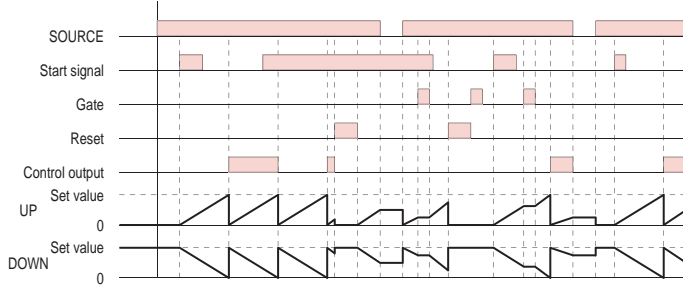 SOURCE
Start signal
Gate
Reset
Control output
Set value
UP
0
Set value
DOWN
0